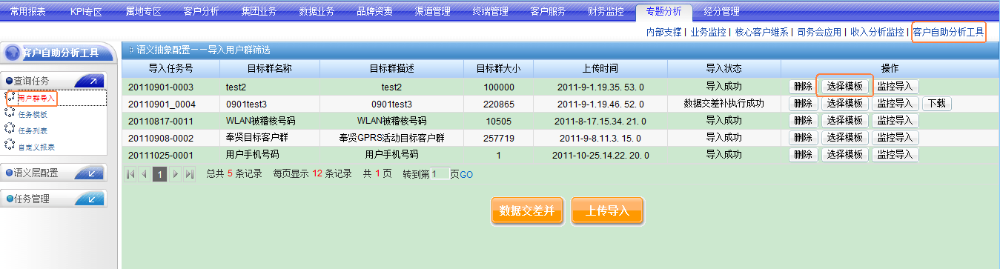 常用报表 KPI专区 属地专区 客户分析 集团业务 数据业务 品牌资费 渠道管理 终端管理 客户服务 财务监控 专题分析 经分管理
内部支撑 | 业务监控 | 核心客户维系 | 司务会应用 | 收入分析监控 | 客户自助分析工具
客户自助分析工具
查询任务
用户群导入
任务模板
任务列表
自定义报表
语义层配置
任务管理
语义抽象配置－－导入用户群筛选
导入任务号 目标群名称 目标群描述 目标群大小 上传时间 导入状态 操作
20110901-0003 test2 test2 100000 2011-9-1.19.35. 53. 0 导入成功 删除 选择模板 监控导入
20110901_0004 0901test3 0901test3 220865 2011-9-1.19.46. 52. 0 数据交差补执行成功 删除 选择模板 监控导入 下载
20110817-0011 WLAN被稽核号码 WLAN被稽核号码 10505 2011-8-17.15.34. 21. 0 导入成功 删除 选择模板 监控导入
20110908-0002 奉贤目标客户群 奉贤GPRS活动目标客户群 257719 2011-9-8.11.3. 15. 0 导入成功 删除 选择模板 监控导入
20111025-0001 用户手机号码 用户手机号码 1 2011-10-25.14.22. 20. 0 导入成功 删除 选择模板 监控导入
1 总共 5 条记录 每页显示 12 条记录 共 1 页 转到第 1 页GO
数据交差并 上传导入